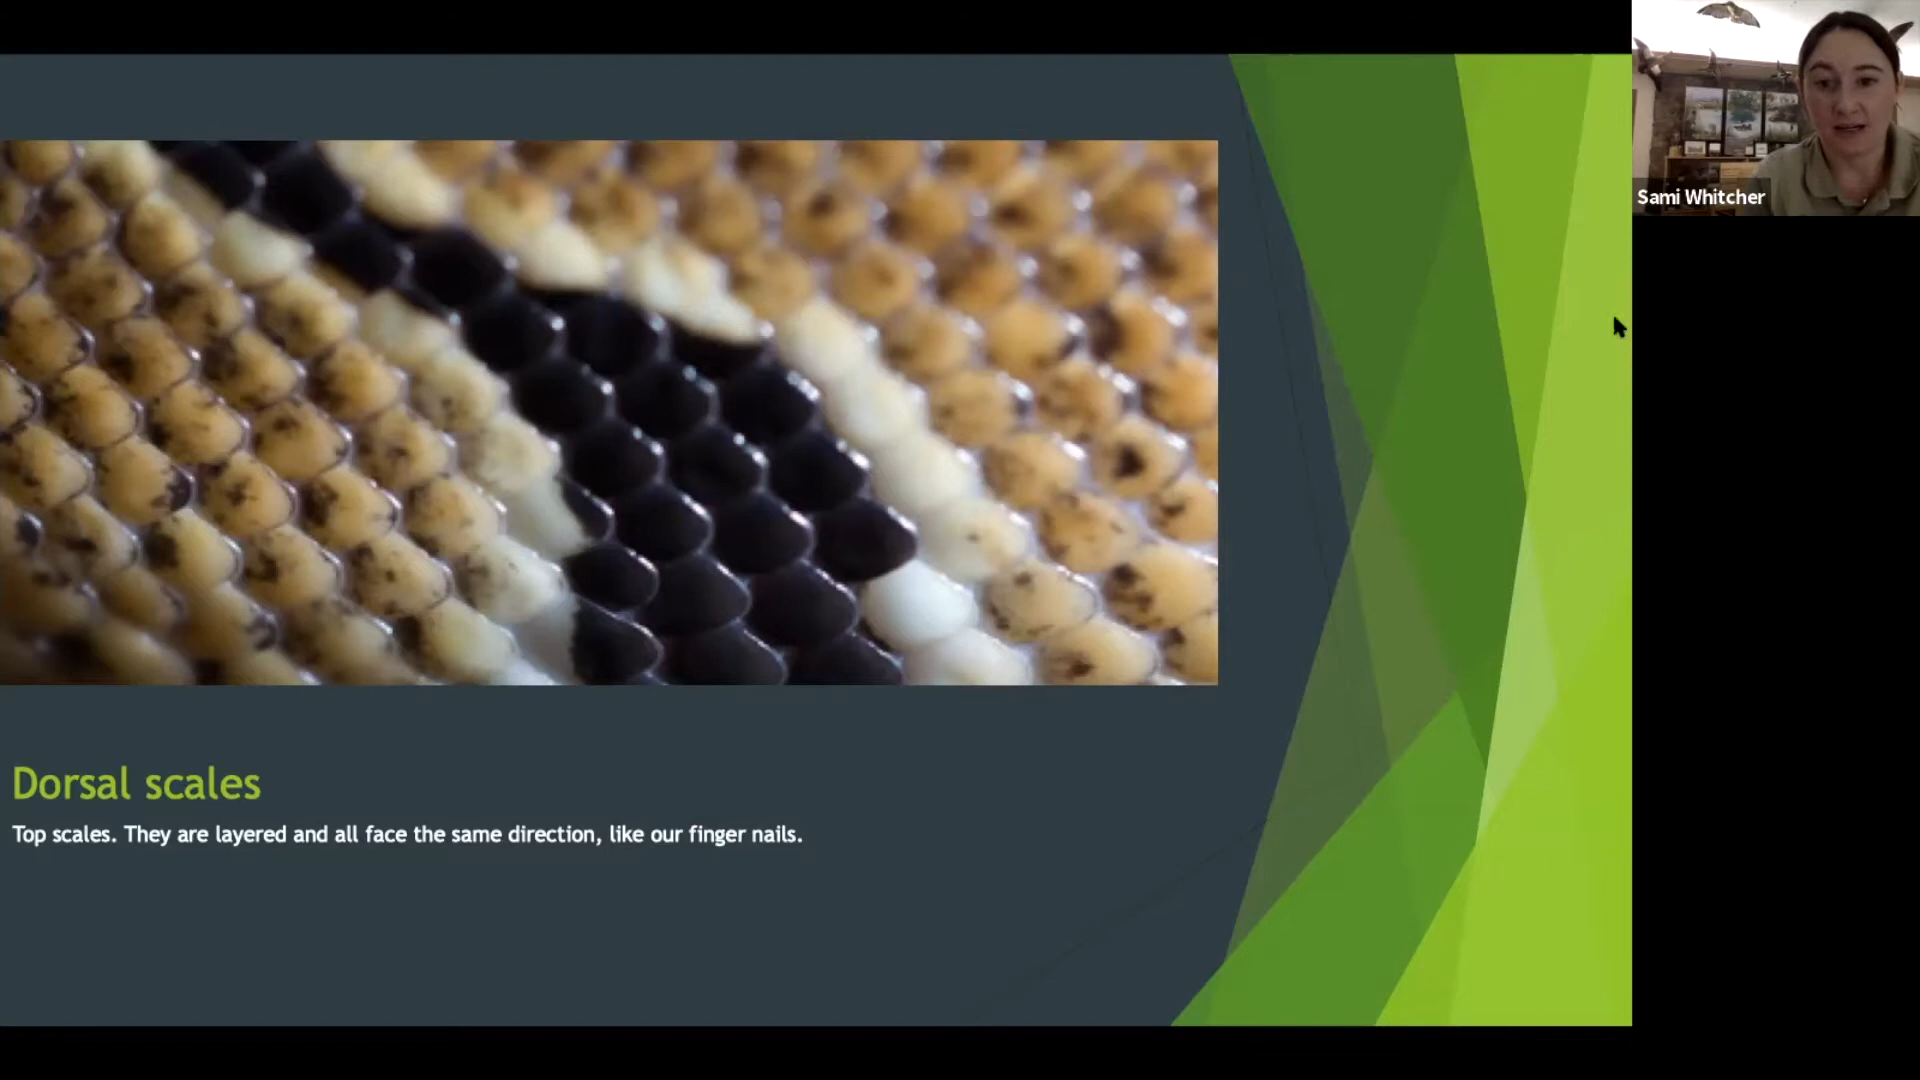 Sami Whitcher
Dorsal scales
Top scales. They are layered and all face the same direction, like our finger nails.